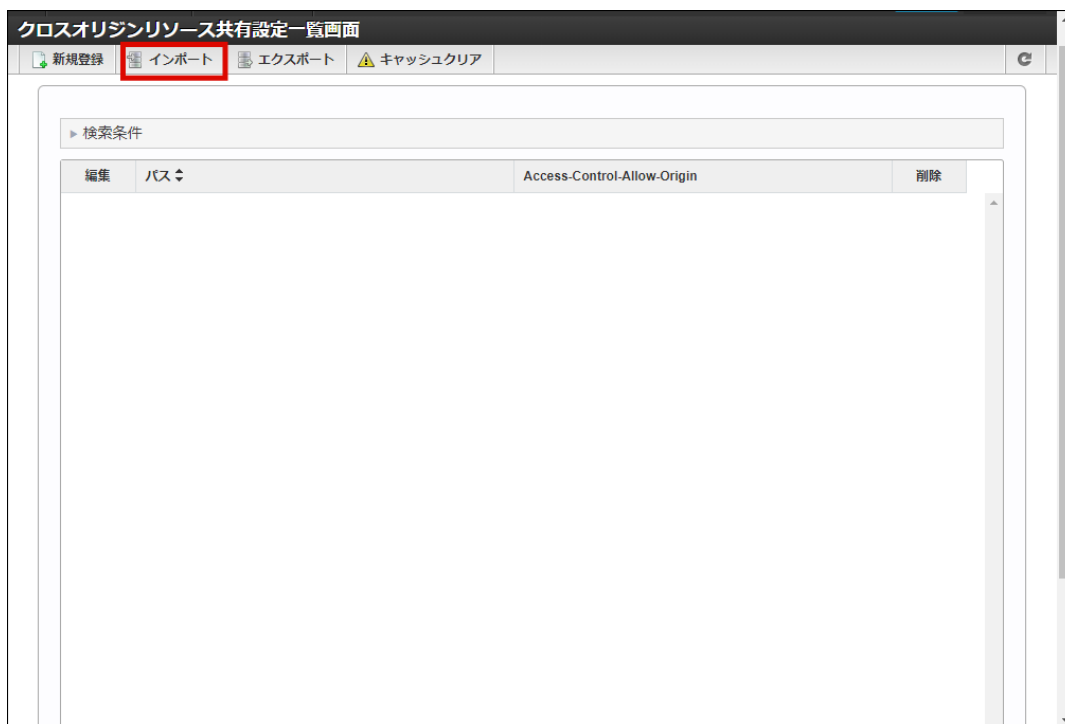 クロスオリジンリソース共有設定一覧画面
新規登録 インポート エクスポート キャッシュクリア
検索条件
編集 パス Access-Control-Allow-Origin 削除